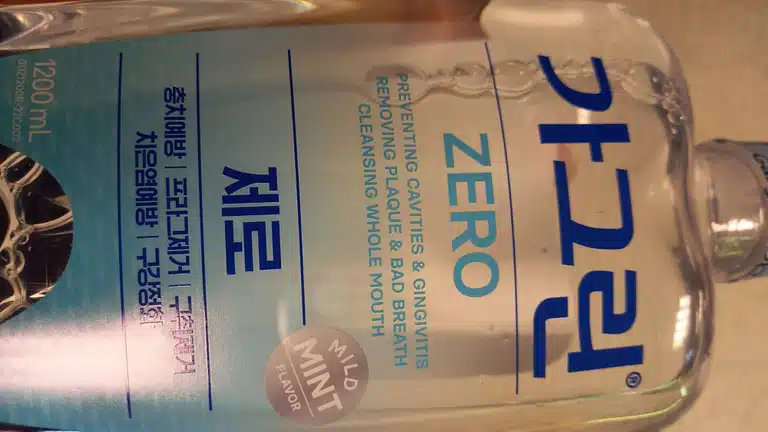 가그린®
ZERO
PREVENTING CAVITIES & GINGIVITIS
REMOVING PLAQUE & BAD BREATH
CLEANSING WHOLE MOUTH
MILD
MINT
FLAVOR
제로
충치예방 | 프라그제거 | 구취제거
치은염예방 | 구강정화
1200 mL